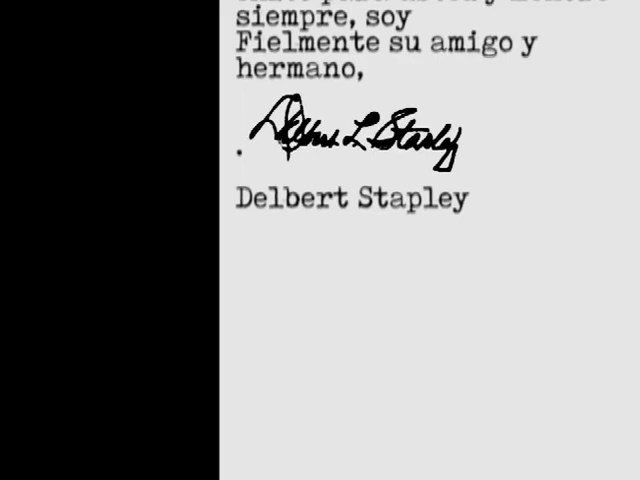 siempre, soy
Fielmente su amigo y
hermano,
Delbert L Stapley
.
Delbert Stapley